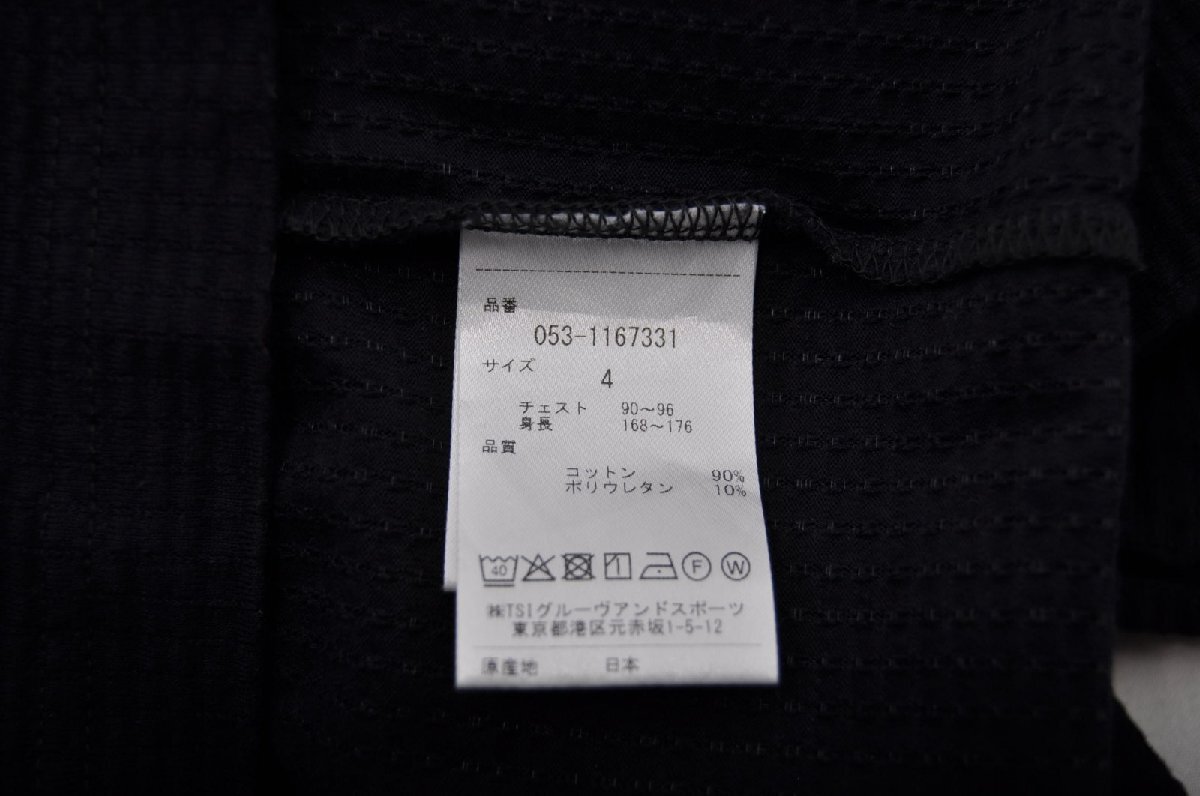 品番
053-1167331
サイズ
4
チェスト 90～96
身長 168～176
品質
コットン 90%
ポリウレタン 10%
40 F W
㈱TSIグルーヴアンドスポーツ
東京都港区元赤坂1-5-12
原産地 日本